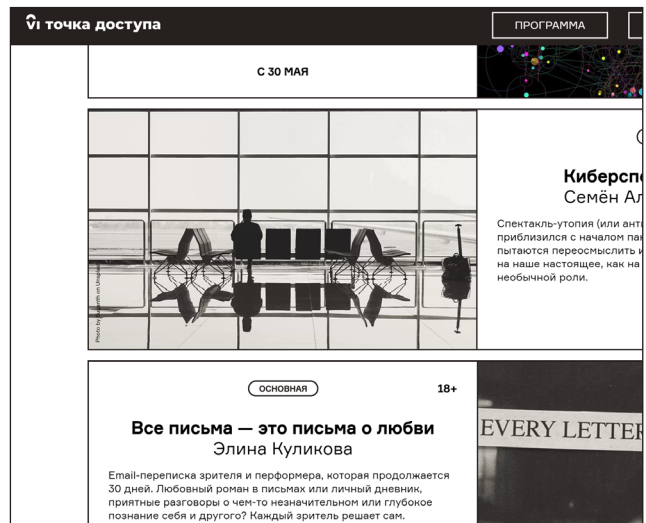 VI точка доступа
ПРОГРАММА
С 30 МАЯ
Киберспе
Семён Ал
Спектакль-утопия (или анти
приблизился с началом пан
пытаются переосмыслить и
на наше настоящее, как на
необычной роли.
ОСНОВНАЯ
18+
Все письма — это письма о любви
Элина Куликова
Email-переписка зрителя и перформера, которая продолжается
30 дней. Любовный роман в письмах или личный дневник,
приятные разговоры о чем-то незначительном или глубокое
познание себя и другого? Каждый зритель решает сам.
EVERY LETTER